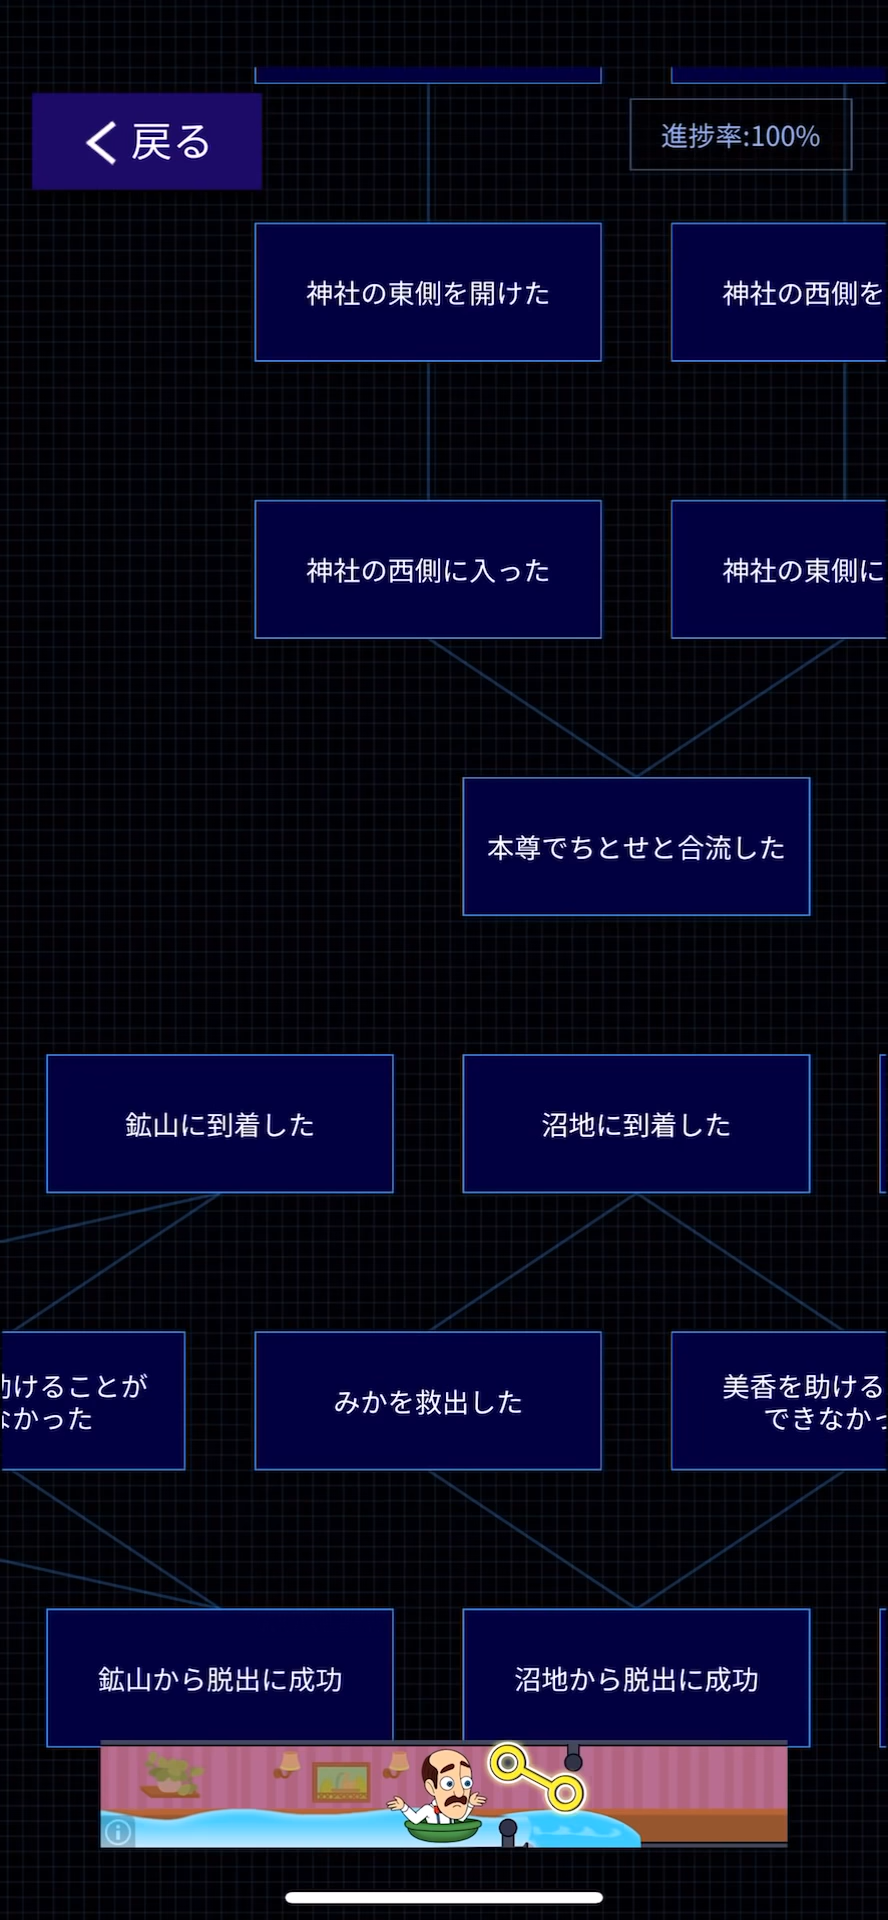 戻る
進捗率:100%
神社の東側を開けた
神社の西側を
神社の西側に入った
神社の東側に
本尊でちとせと合流した
鉱山に到着した
沼地に到着した
けることが
なかった
みかを救出した
美香を助ける
できなか
鉱山から脱出に成功
沼地から脱出に成功